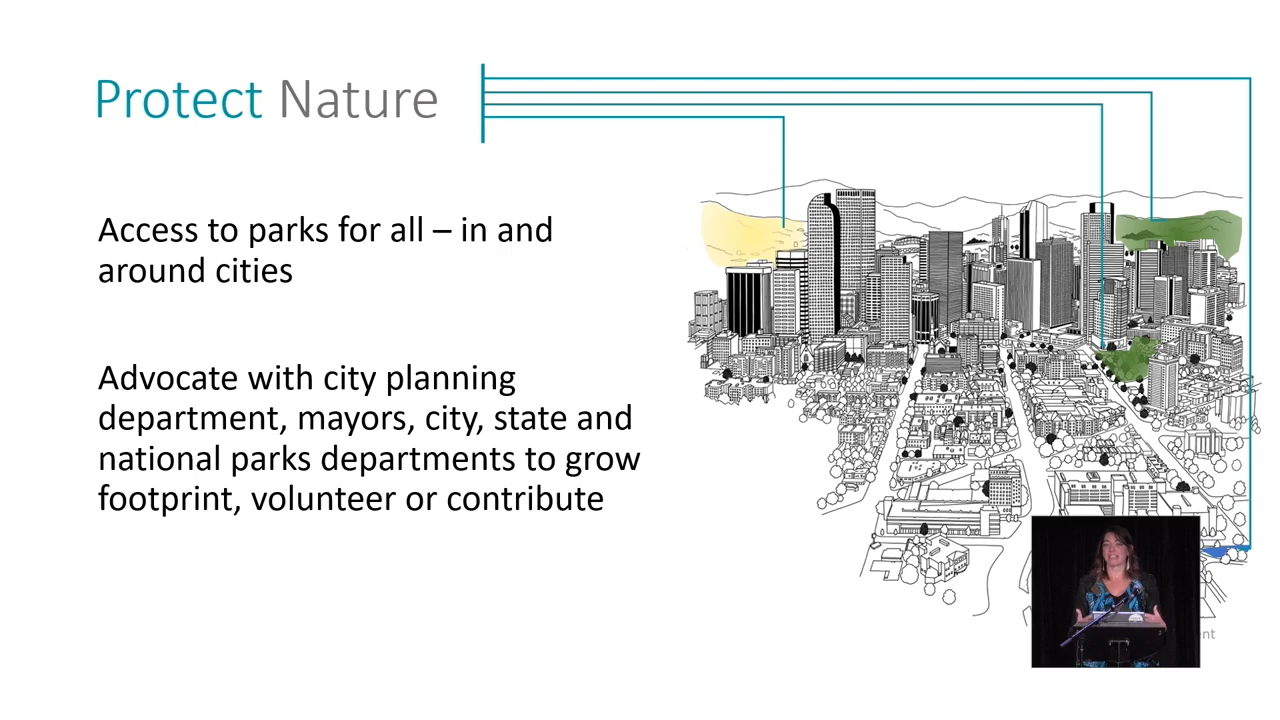 Protect Nature
Access to parks for all – in and
around cities
Advocate with city planning
department, mayors, city, state and
national parks departments to grow
footprint, volunteer or contribute